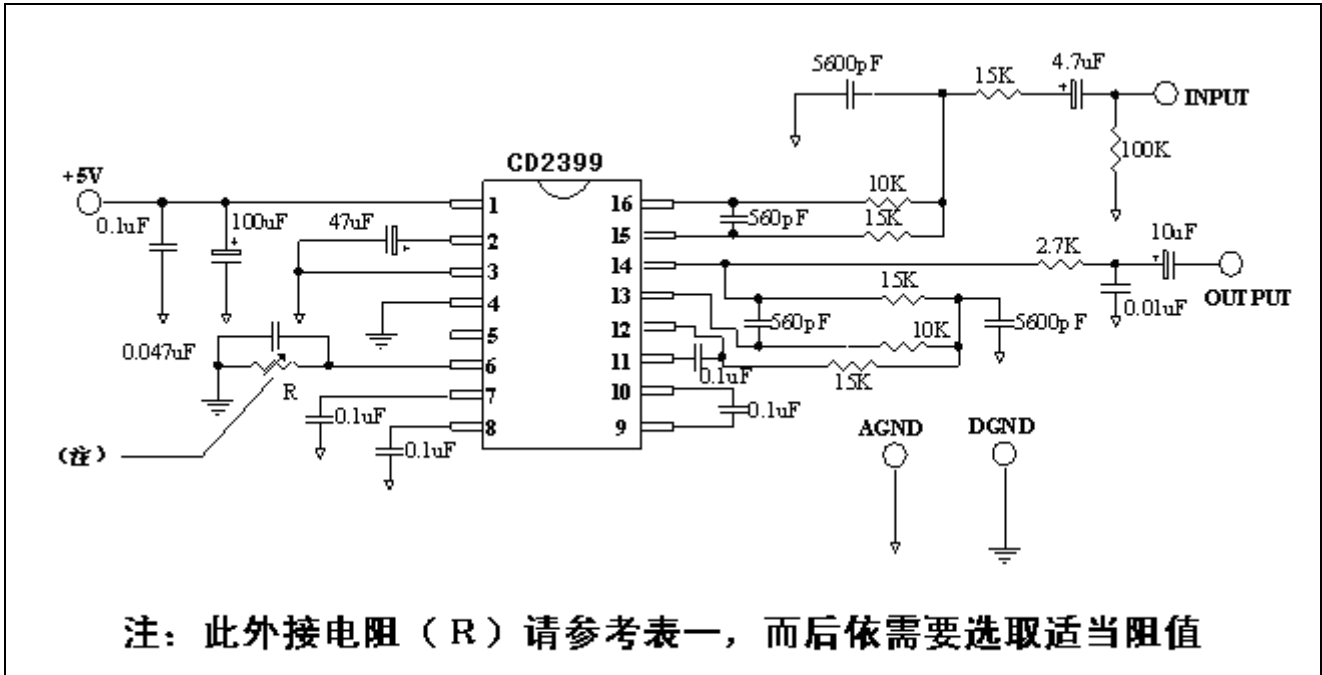 5600pF
15K
4.7uF
INPUT
100K
CD2399
+5V
0.1uF
100uF
47uF
1
2
3
4
5
6
7
8
16
15
14
13
12
11
10
9
10K
560pF
15K
2.7K
10uF
OUTPUT
0.01uF
15K
560pF
10K
5600pF
0.1uF
15K
0.1uF
0.047uF
R
0.1uF
0.1uF
(注)
AGND
DGND
注：此外接电阻（R）请参考表一，而后依需要选取适当阻值